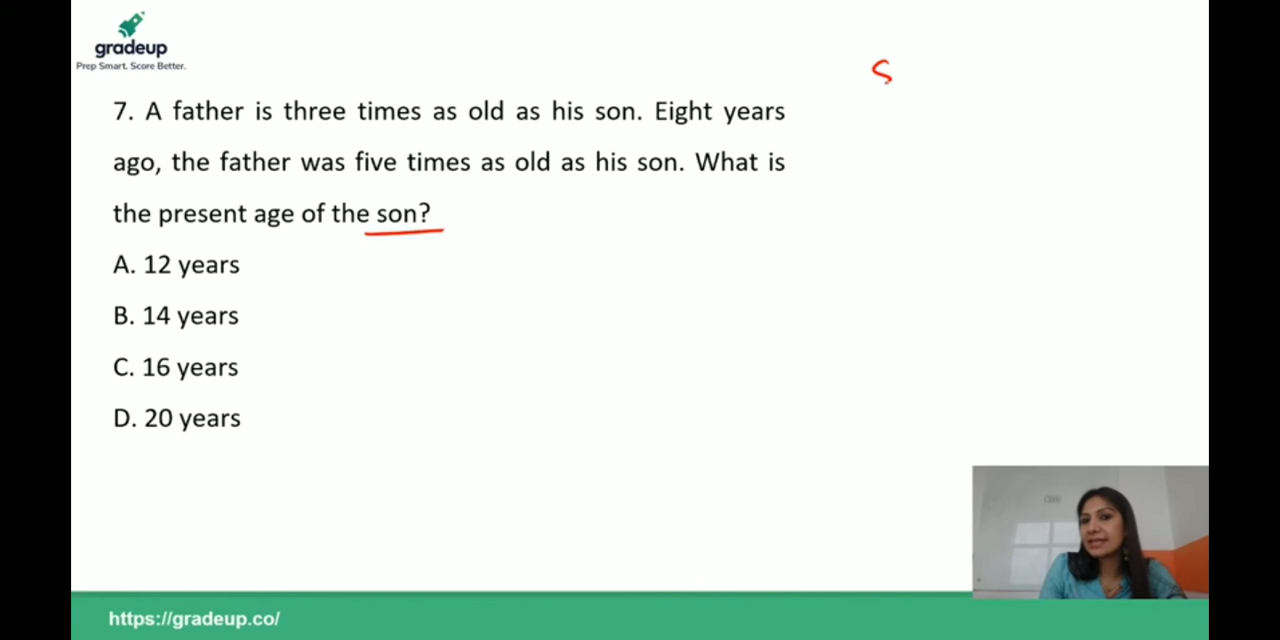 gradeup
Prep Smart. Score Better.
S
7. A father is three times as old as his son. Eight years
ago, the father was five times as old as his son. What is
the present age of the son?
A. 12 years
B. 14 years
C. 16 years
D. 20 years
https://gradeup.co/